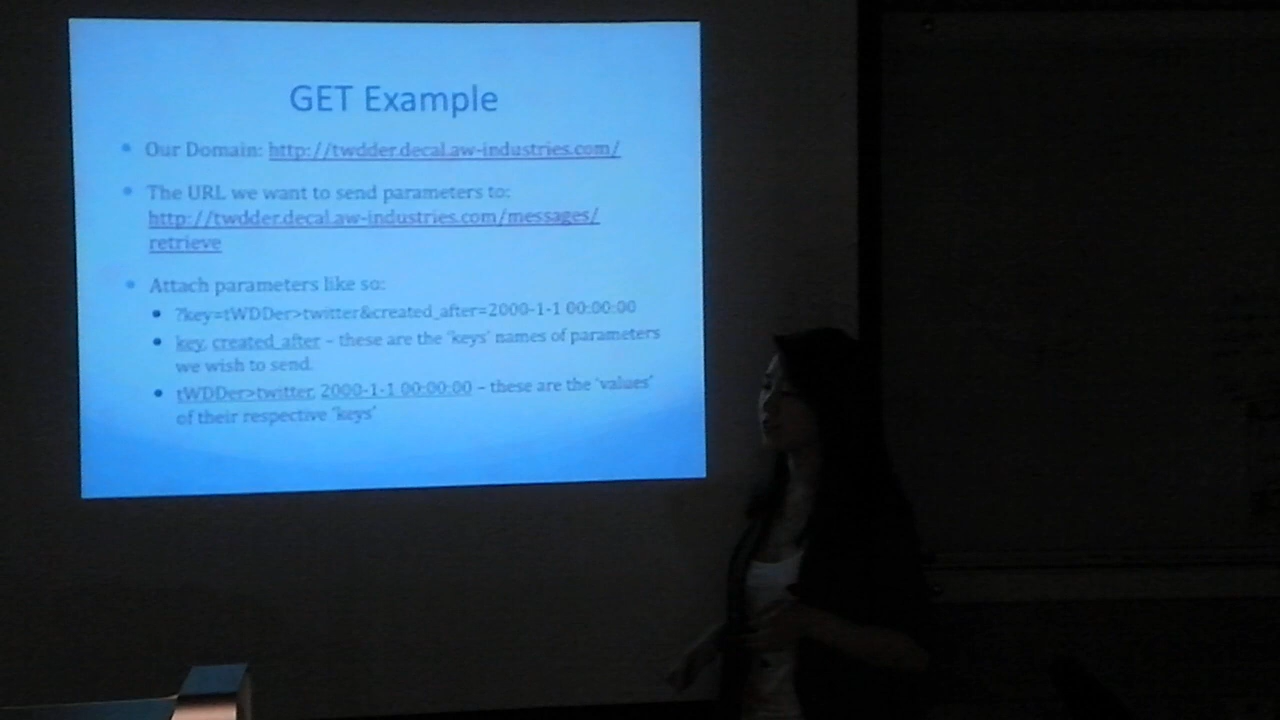 GET Example
Our Domain: http://twdder.decal.aw-industries.com/
The URL we want to send parameters to:
http://twdder.decal.aw-industries.com/messages/
retrieve
Attach parameters like so:
?key=tWDDer>twitter&created_after=2000-1-1 00:00:00
key, created_after – these are the 'keys' names of parameters
we wish to send.
tWDDer>twitter, 2000-1-1 00:00:00 – these are the 'values'
of their respective 'keys'